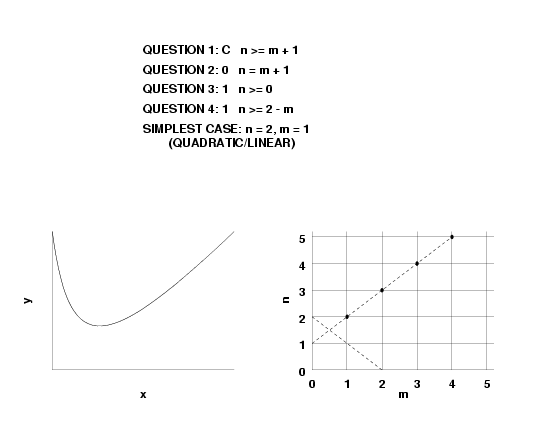 QUESTION 1: C n >= m + 1
QUESTION 2: 0 n = m + 1
QUESTION 3: 1 n >= 0
QUESTION 4: 1 n >= 2 - m
SIMPLEST CASE: n = 2, m = 1
(QUADRATIC/LINEAR)
y
x
5
4
3
2
1
0
n
0 1 2 3 4 5
m